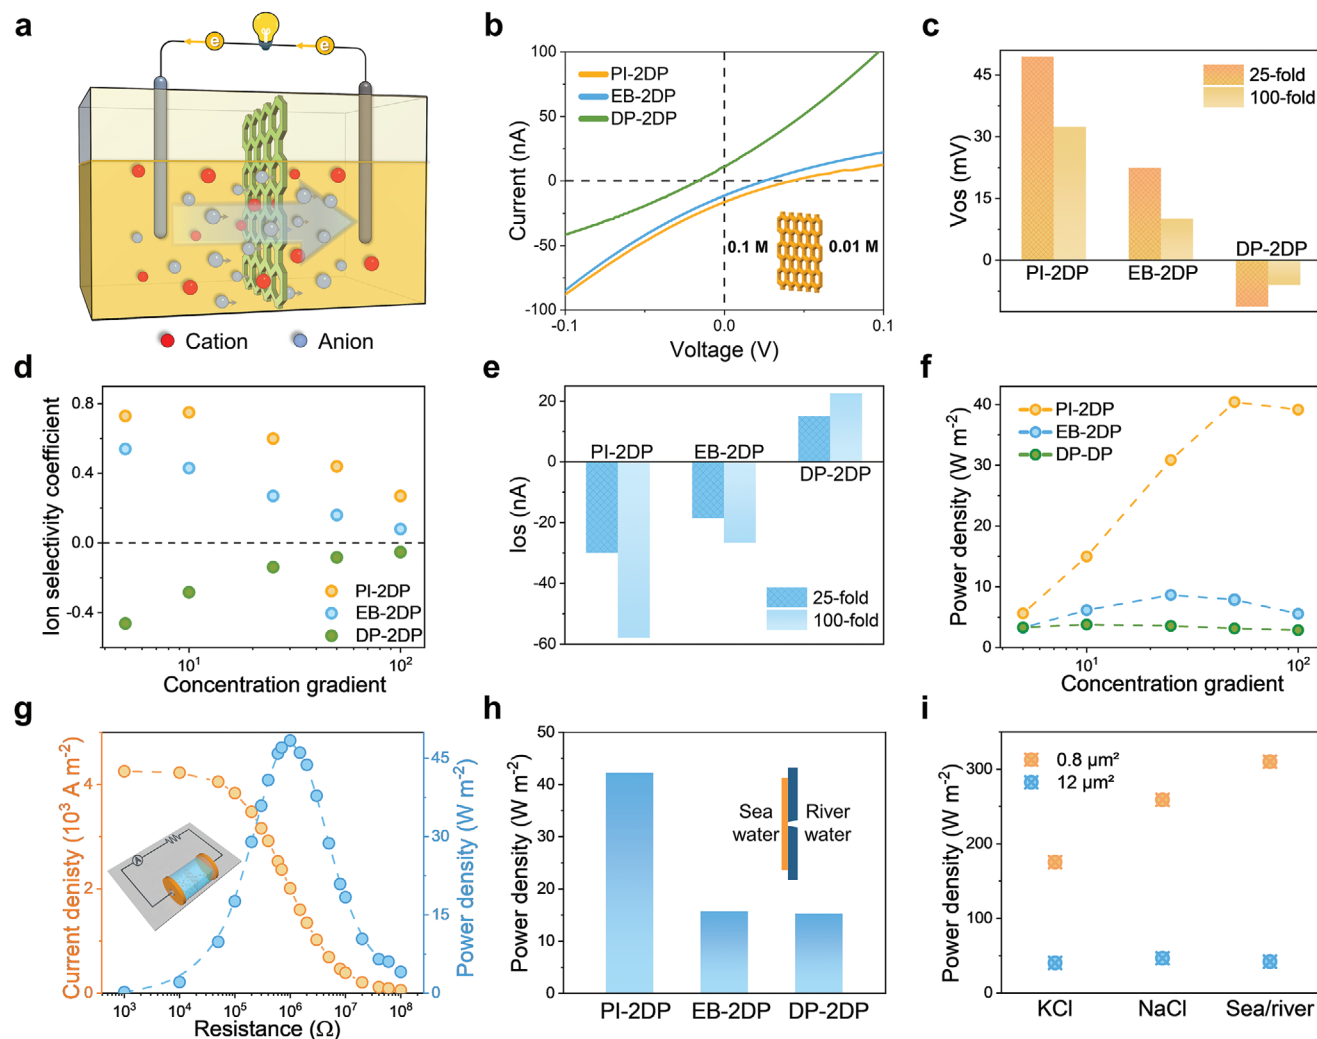 a
e
e
Cation
Anion
b
Current (nA)
100
50
0
-50
-100
PI-2DP
EB-2DP
DP-2DP
0.1 M
0.01 M
-0.1
0.0
0.1
Voltage (V)
c
Vos (mV)
45
30
15
0
25-fold
100-fold
PI-2DP
EB-2DP
DP-2DP
d
Ion selectivity coefficient
0.8
0.4
0.0
-0.4
PI-2DP
EB-2DP
DP-2DP
10¹
10²
Concentration gradient
e
Ios (nA)
20
0
-20
-40
-60
PI-2DP
EB-2DP
DP-2DP
25-fold
100-fold
f
Power density (W m⁻²)
40
30
20
10
0
PI-2DP
EB-2DP
DP-DP
10¹
10²
Concentration gradient
g
Current denisty (10³ A m⁻²)
4
2
0
A
Power density (W m⁻²)
45
30
15
0
10³
10⁴
10⁵
10⁶
10⁷
10⁸
Resistance (Ω)
h
Power density (W m⁻²)
50
40
30
20
10
0
Sea
water
River
water
PI-2DP
EB-2DP
DP-2DP
i
Power density (W m⁻²)
300
200
100
0
0.8 μm²
12 μm²
KCl
NaCl
Sea/river